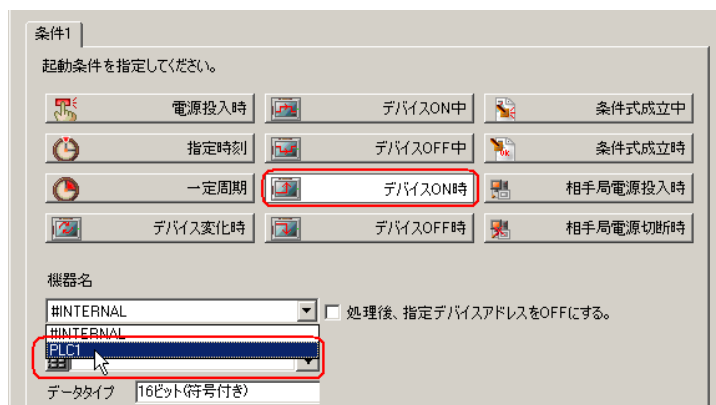 条件1
起動条件を指定してください。
電源投入時 デバイスON中 条件式成立中
指定時刻 デバイスOFF中 条件式成立時
一定周期 デバイスON時 相手局電源投入時
デバイス変化時 デバイスOFF時 相手局電源切断時
機器名
#INTERNAL 処理後、指定デバイスアドレスをOFFにする。
#INTERNAL
PLC1
データタイプ 16ビット(符号付き)